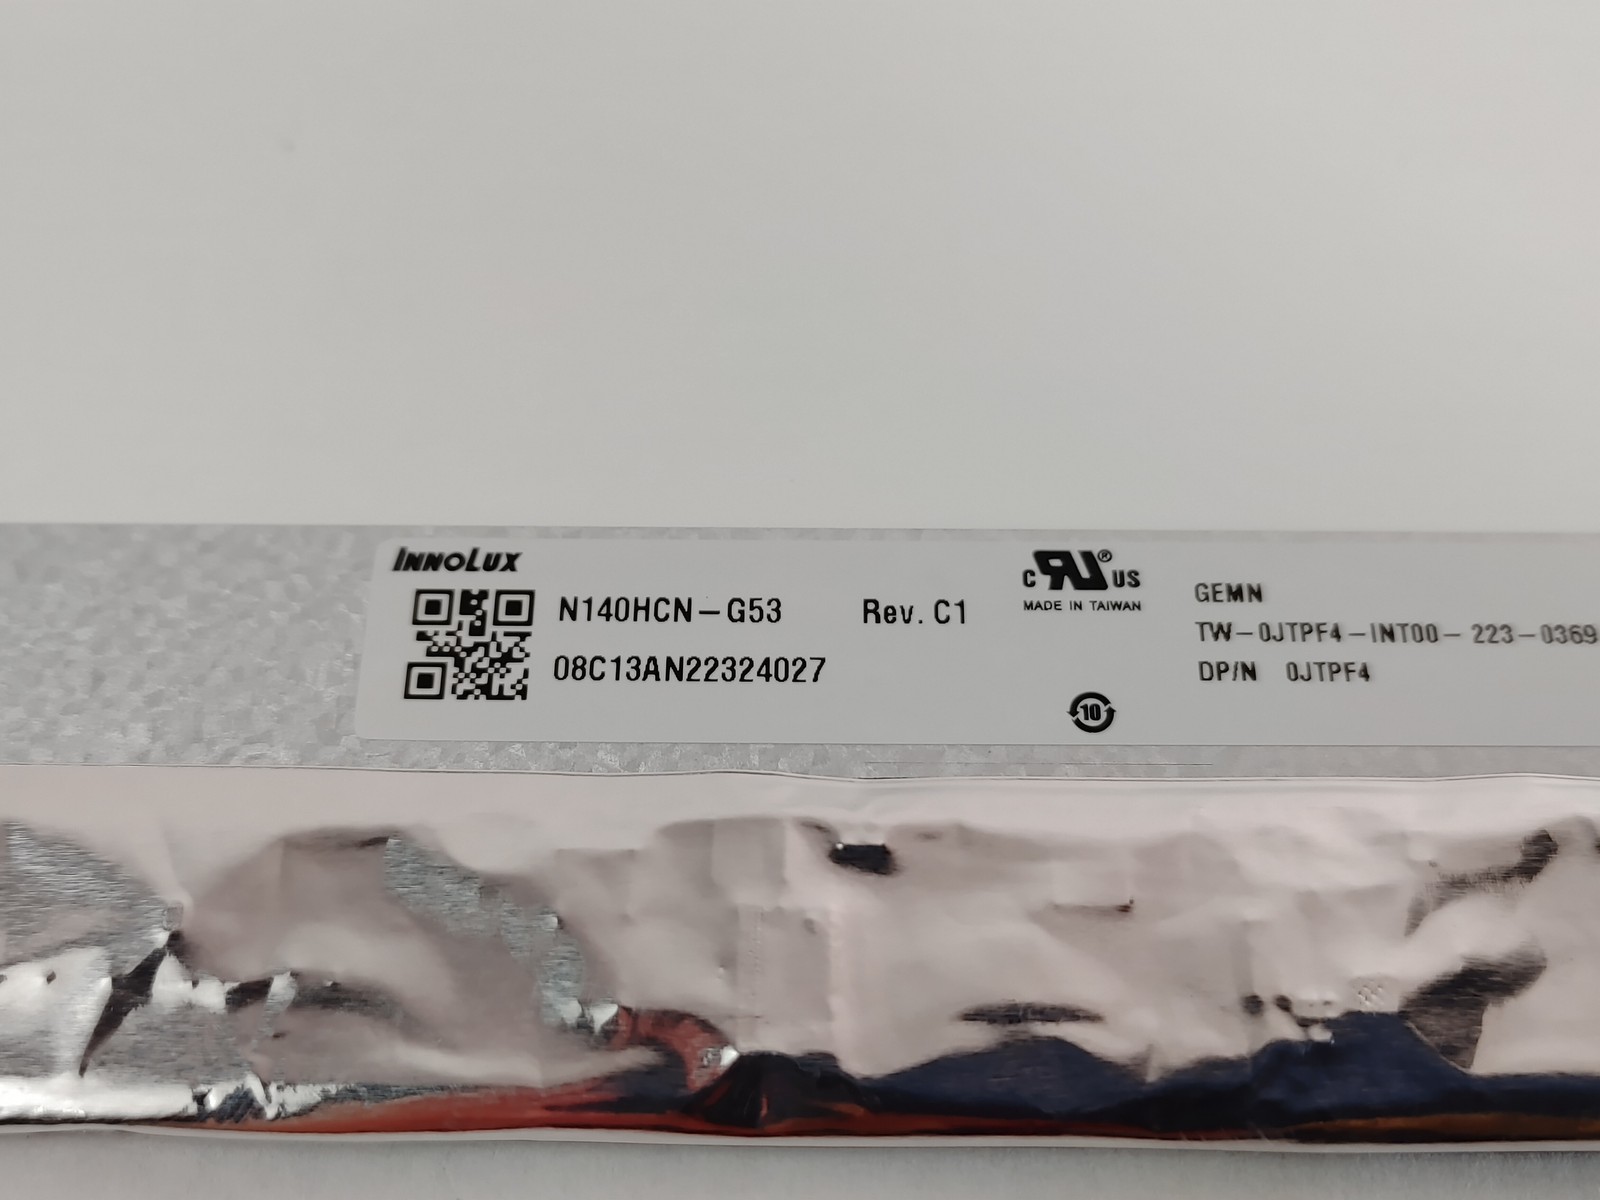 INNOLUX
N140HCN-G53 Rev. C1
08C13AN22324027
C RU® US
MADE IN TAIWAN
10
GEMN
TW-0JTPF4-INT00-223-0369
DP/N 0JTPF4